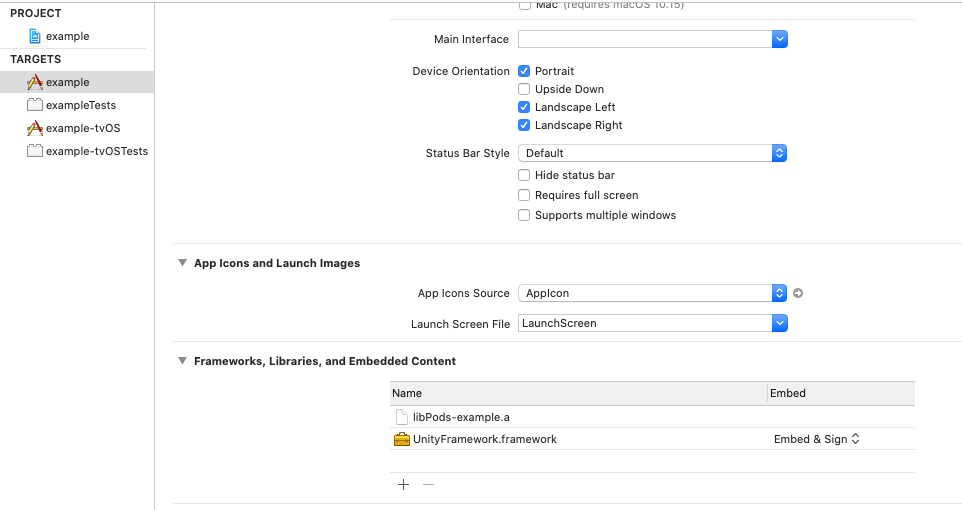 PROJECT
example
TARGETS
example
exampleTests
example-tvOS
example-tvOSTests
Mac (requires macOS 10.15)
Main Interface
Device Orientation Portrait
Upside Down
Landscape Left
Landscape Right
Status Bar Style Default
Hide status bar
Requires full screen
Supports multiple windows
App Icons and Launch Images
App Icons Source AppIcon
Launch Screen File LaunchScreen
Frameworks, Libraries, and Embedded Content
Name Embed
libPods-example.a
UnityFramework.framework Embed & Sign